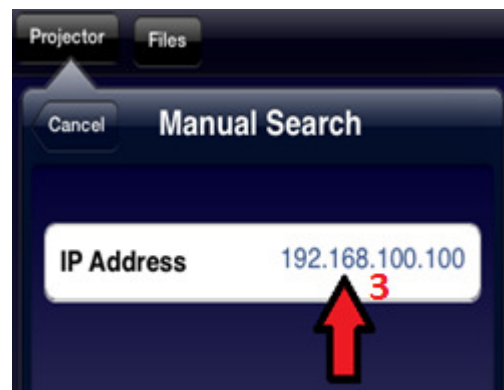 Projector Files
Cancel Manual Search
IP Address 192.168.100.100
3